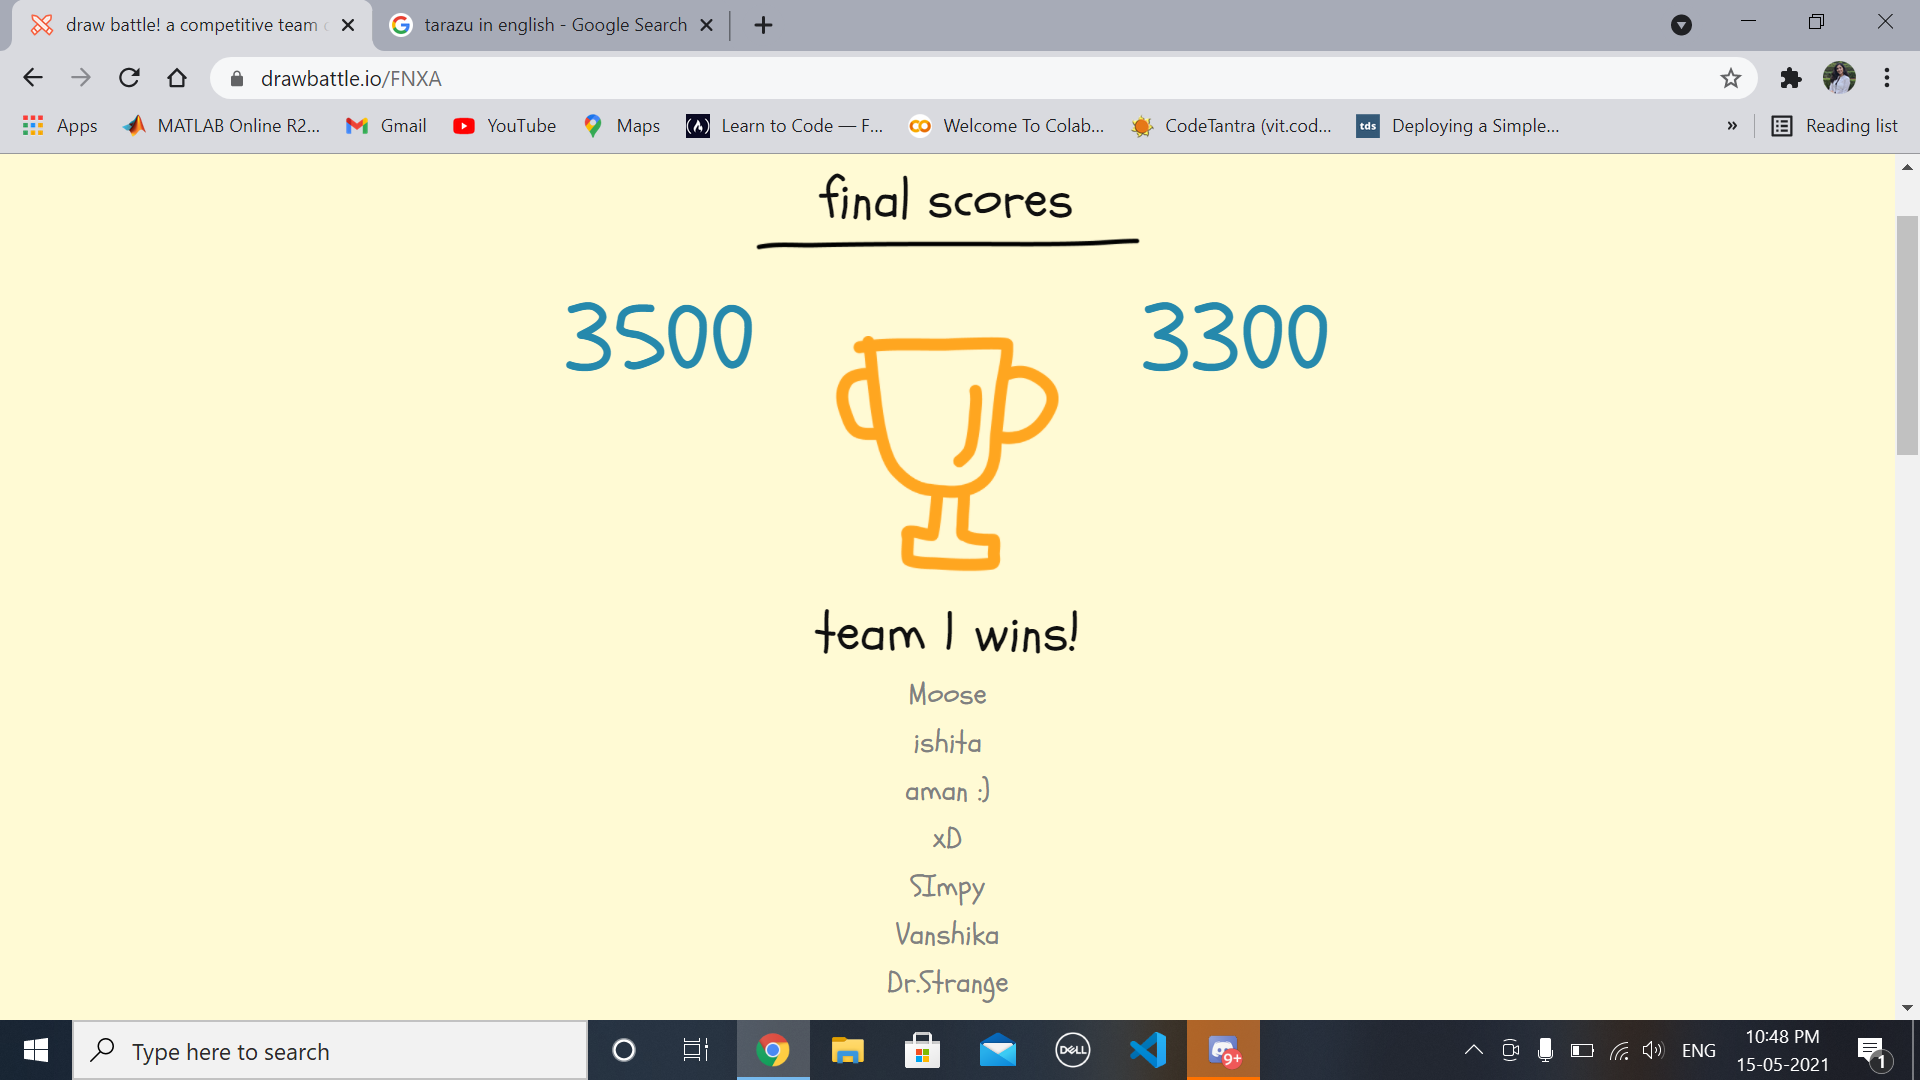 draw battle! a competitive team
tarazu in english - Google Search
drawbattle.io/FNXA
Apps
MATLAB Online R2...
Gmail
YouTube
Maps
Learn to Code — F...
Welcome To Colab...
CodeTantra (vit.cod...
tds
Deploying a Simple...
»
Reading list
final scores
3500
3300
team 1 wins!
Moose
ishita
aman :)
xD
SImpy
Vanshika
Dr.Strange
Type here to search
DELL
9+
ENG
10:48 PM
15-05-2021
1